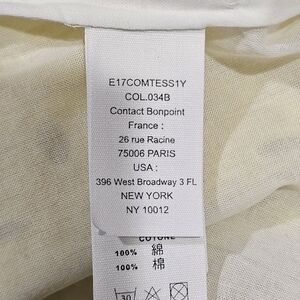 E17COMTESS1Y
COL.034B
Contact Bonpoint
France :
26 rue Racine
75006 PARIS
USA :
396 West Broadway 3 FL
NEW YORK
NY 10012
100% 綿
100% 棉
30